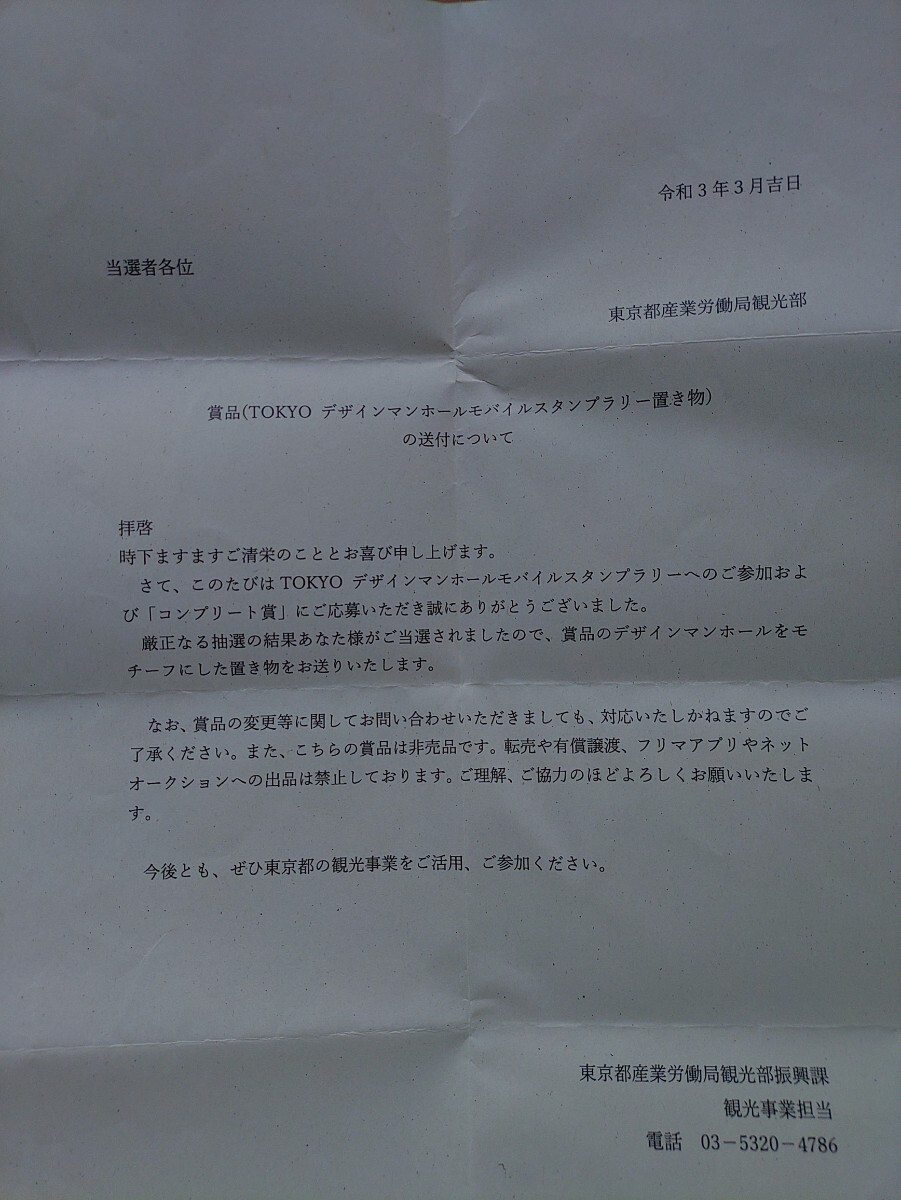 令和3年3月吉日
当選者各位
東京都産業労働局観光部
賞品(TOKYO デザインマンホールモバイルスタンプラリー置き物)
の送付について
拝啓
時下ますますご清栄のこととお喜び申し上げます。
さて、このたびは TOKYO デザインマンホールモバイルスタンプラリーへのご参加およ
び「コンプリート賞」にご応募いただき誠にありがとうございました。
厳正なる抽選の結果あなた様がご当選されましたので、賞品のデザインマンホールをモ
チーフにした置き物をお送りいたします。
なお、賞品の変更等に関してお問い合わせいただきましても、対応いたしかねますのでご
了承ください。また、こちらの賞品は非売品です。転売や有償譲渡、フリマアプリやネット
オークションへの出品は禁止しております。ご理解、ご協力のほどよろしくお願いいたしま
す。
今後とも、ぜひ東京都の観光事業をご活用、ご参加ください。
東京都産業労働局観光部振興課
観光事業担当
電話 03－5320－4786